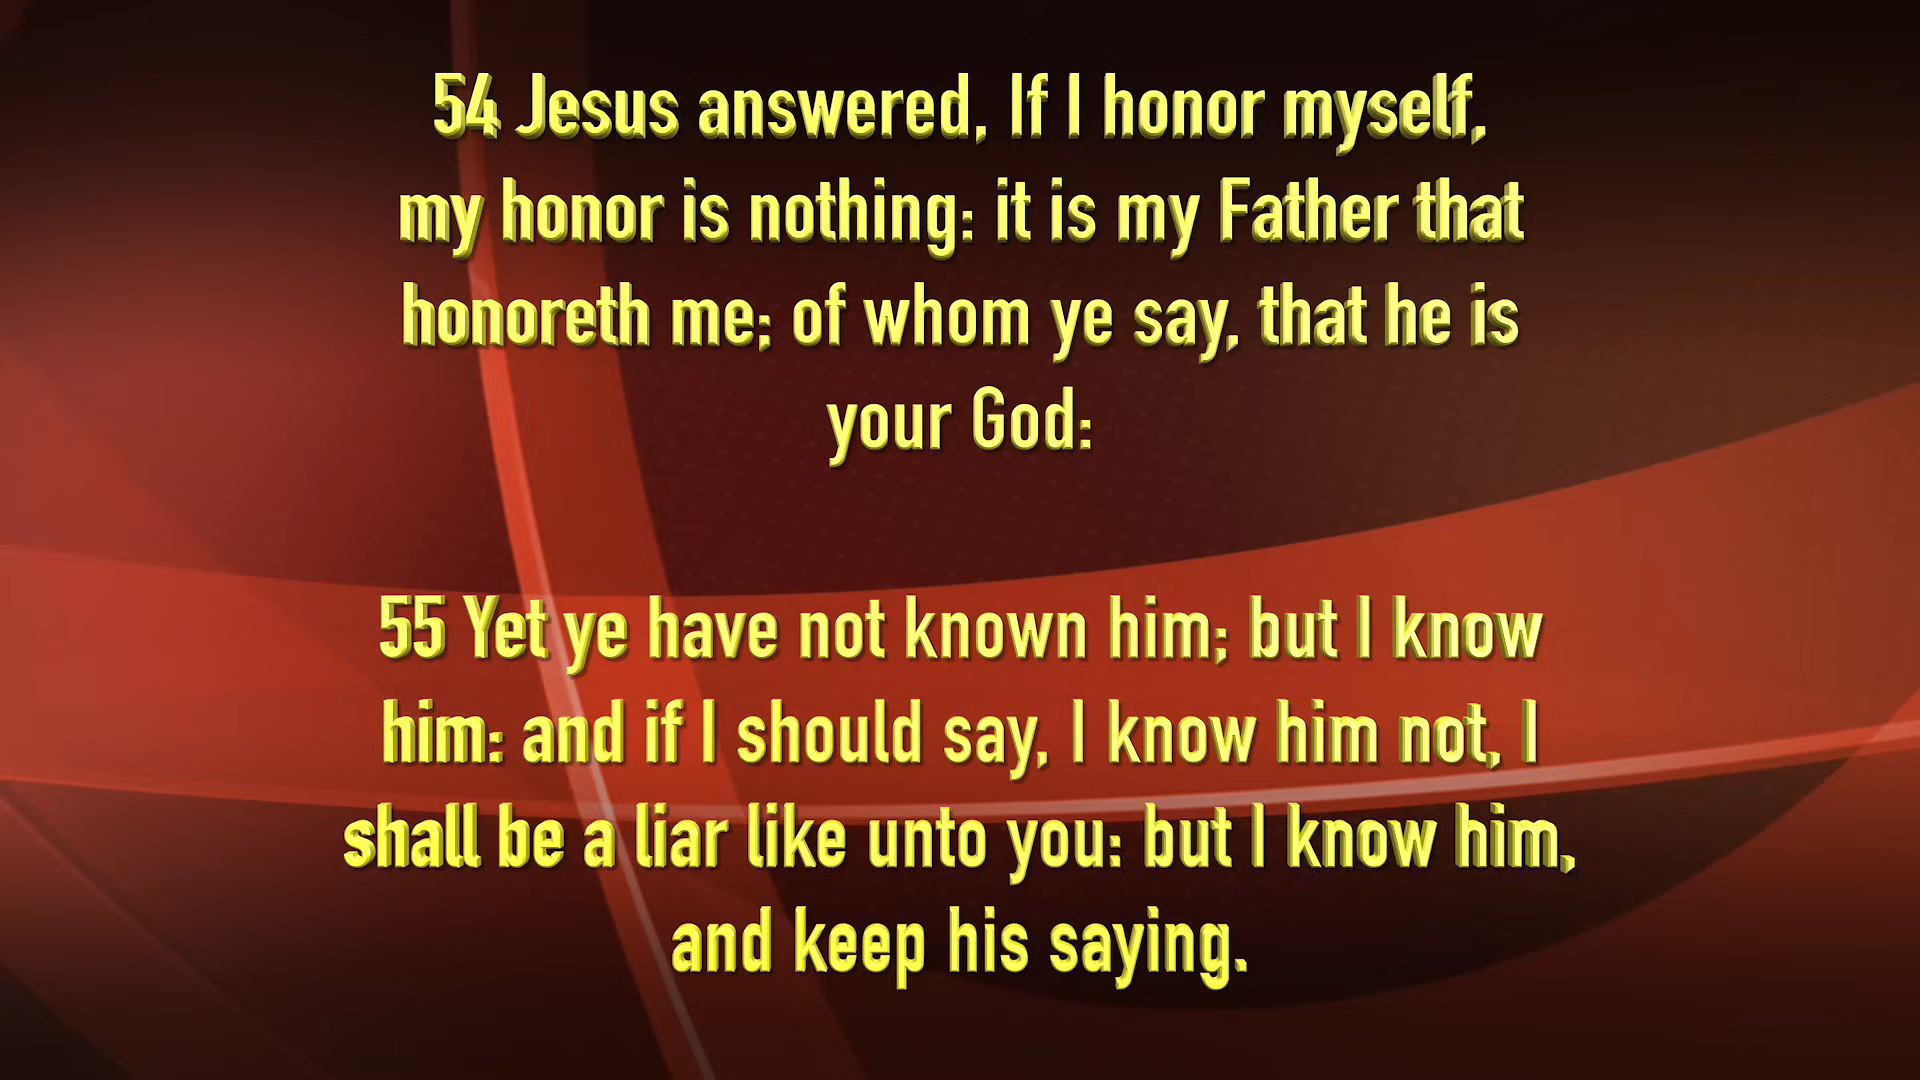 54 Jesus answered, If I honor myself,
my honor is nothing: it is my Father that
honoreth me; of whom ye say, that he is
your God:
55 Yet ye have not known him; but I know
him: and if I should say, I know him not, I
shall be a liar like unto you: but I know him,
and keep his saying.